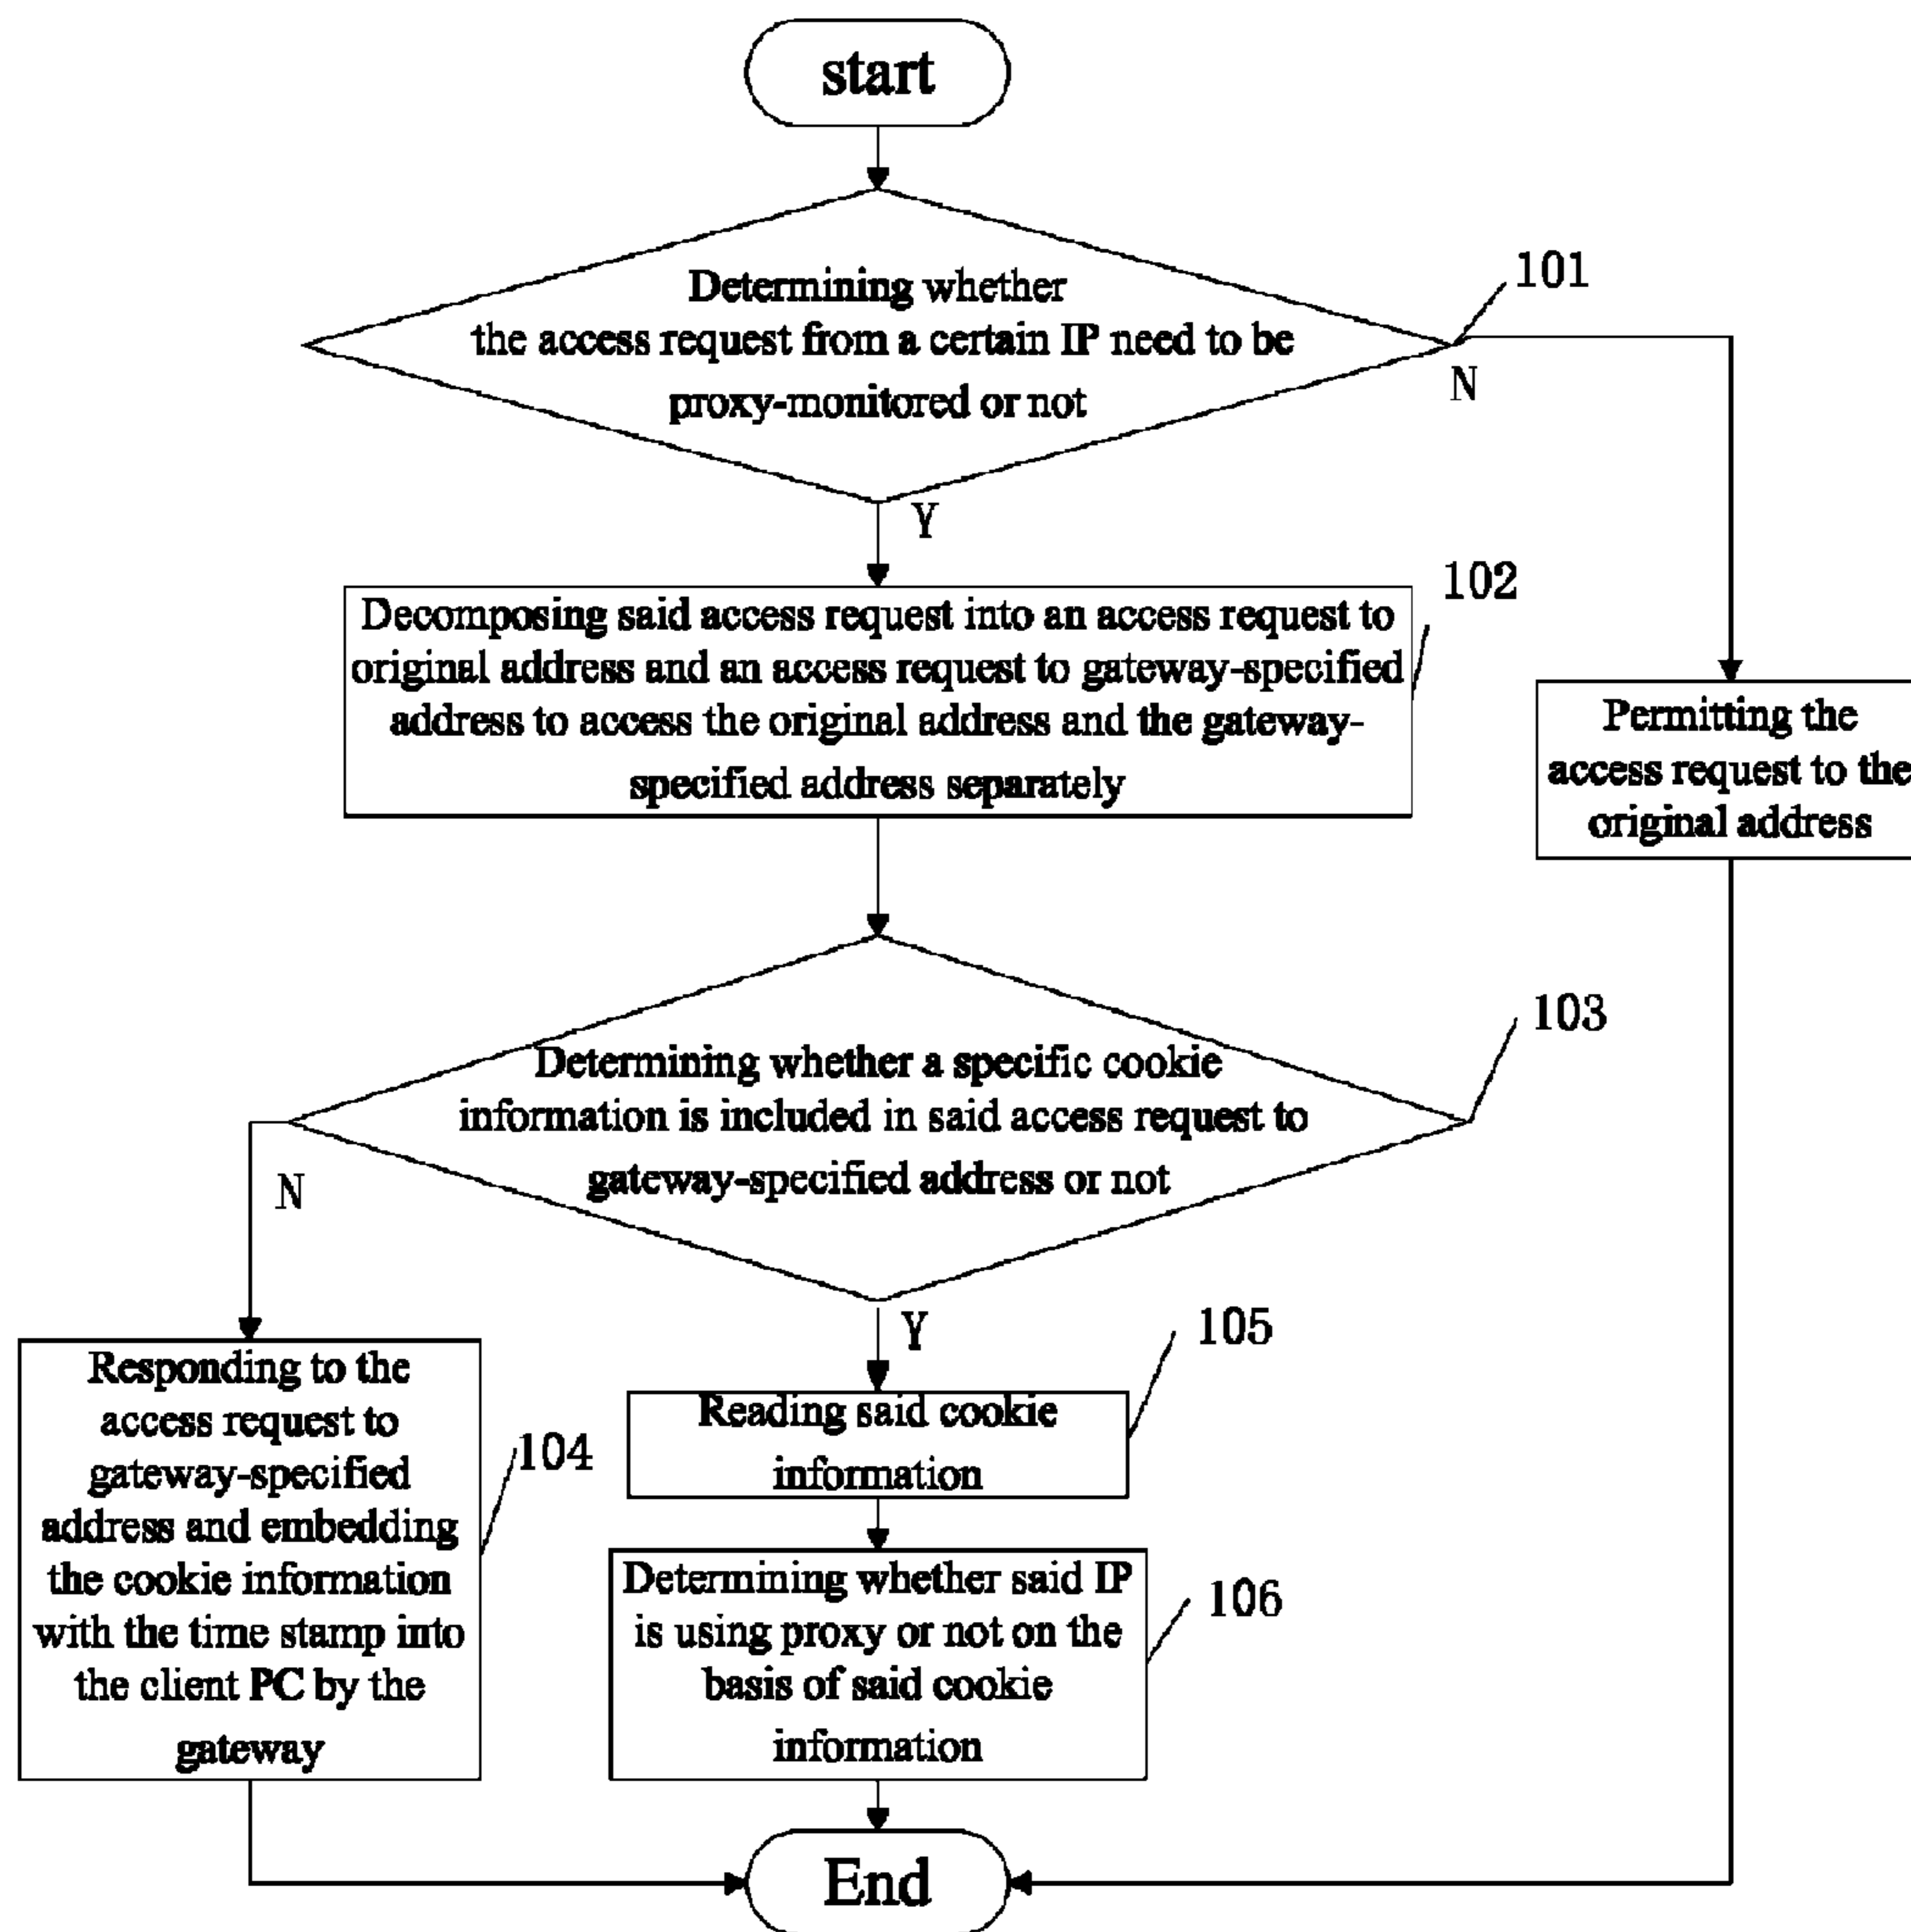 start
Determining whether
the access request from a certain IP need to be
proxy-monitored or not
101
N
Y
102
Decomposing said access request into an access request to
original address and an access request to gateway-specified
address to access the original address and the gateway-
specified address separately
Permitting the
access request to the
original address
103
Determining whether a specific cookie
information is included in said access request to
gateway-specified address or not
N
Y
Responding to the
access request to
gateway-specified
address and embedding
the cookie information
with the time stamp into
the client PC by the
gateway
104
105
Reading said cookie
information
Determining whether said IP
is using proxy or not on the
basis of said cookie
information
106
End